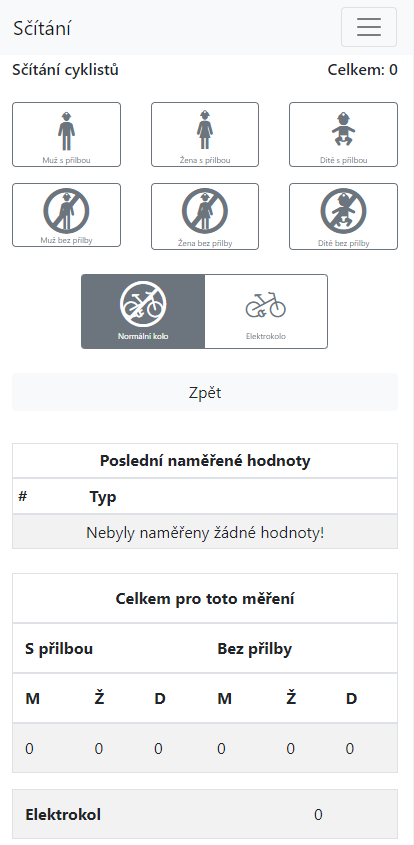 Sčítání
Sčítání cyklistů Celkem: 0
Muž s přilbou Žena s přilbou Dítě s přilbou
Muž bez přilby Žena bez přilby Dítě bez přilby
Normální kolo Elektrokolo
Zpět
Poslední naměřené hodnoty
# Typ
Nebyly naměřeny žádné hodnoty!
Celkem pro toto měření
S přilbou Bez přilby
M Ž D M Ž D
0 0 0 0 0 0
Elektrokol 0